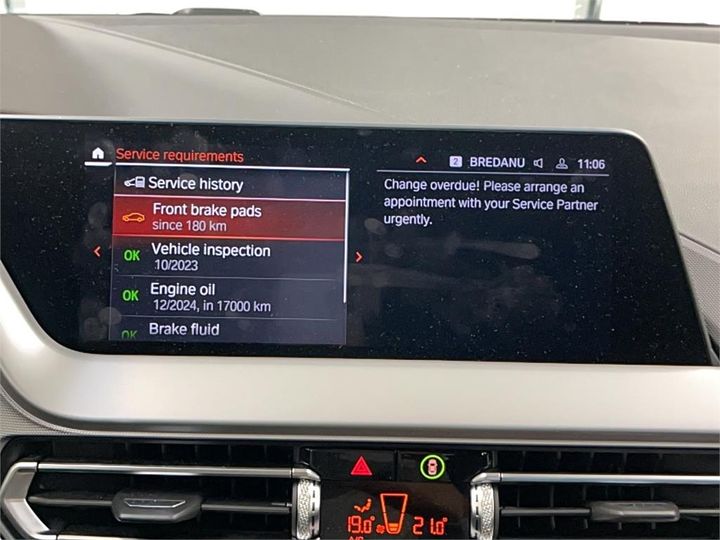 Service requirements
2 BREDANU 11:06
Service history
Front brake pads
since 180 km
OK Vehicle inspection
10/2023
OK Engine oil
12/2024, in 17000 km
OK Brake fluid
Change overdue! Please arrange an
appointment with your Service Partner
urgently.
19.0° 21.0°